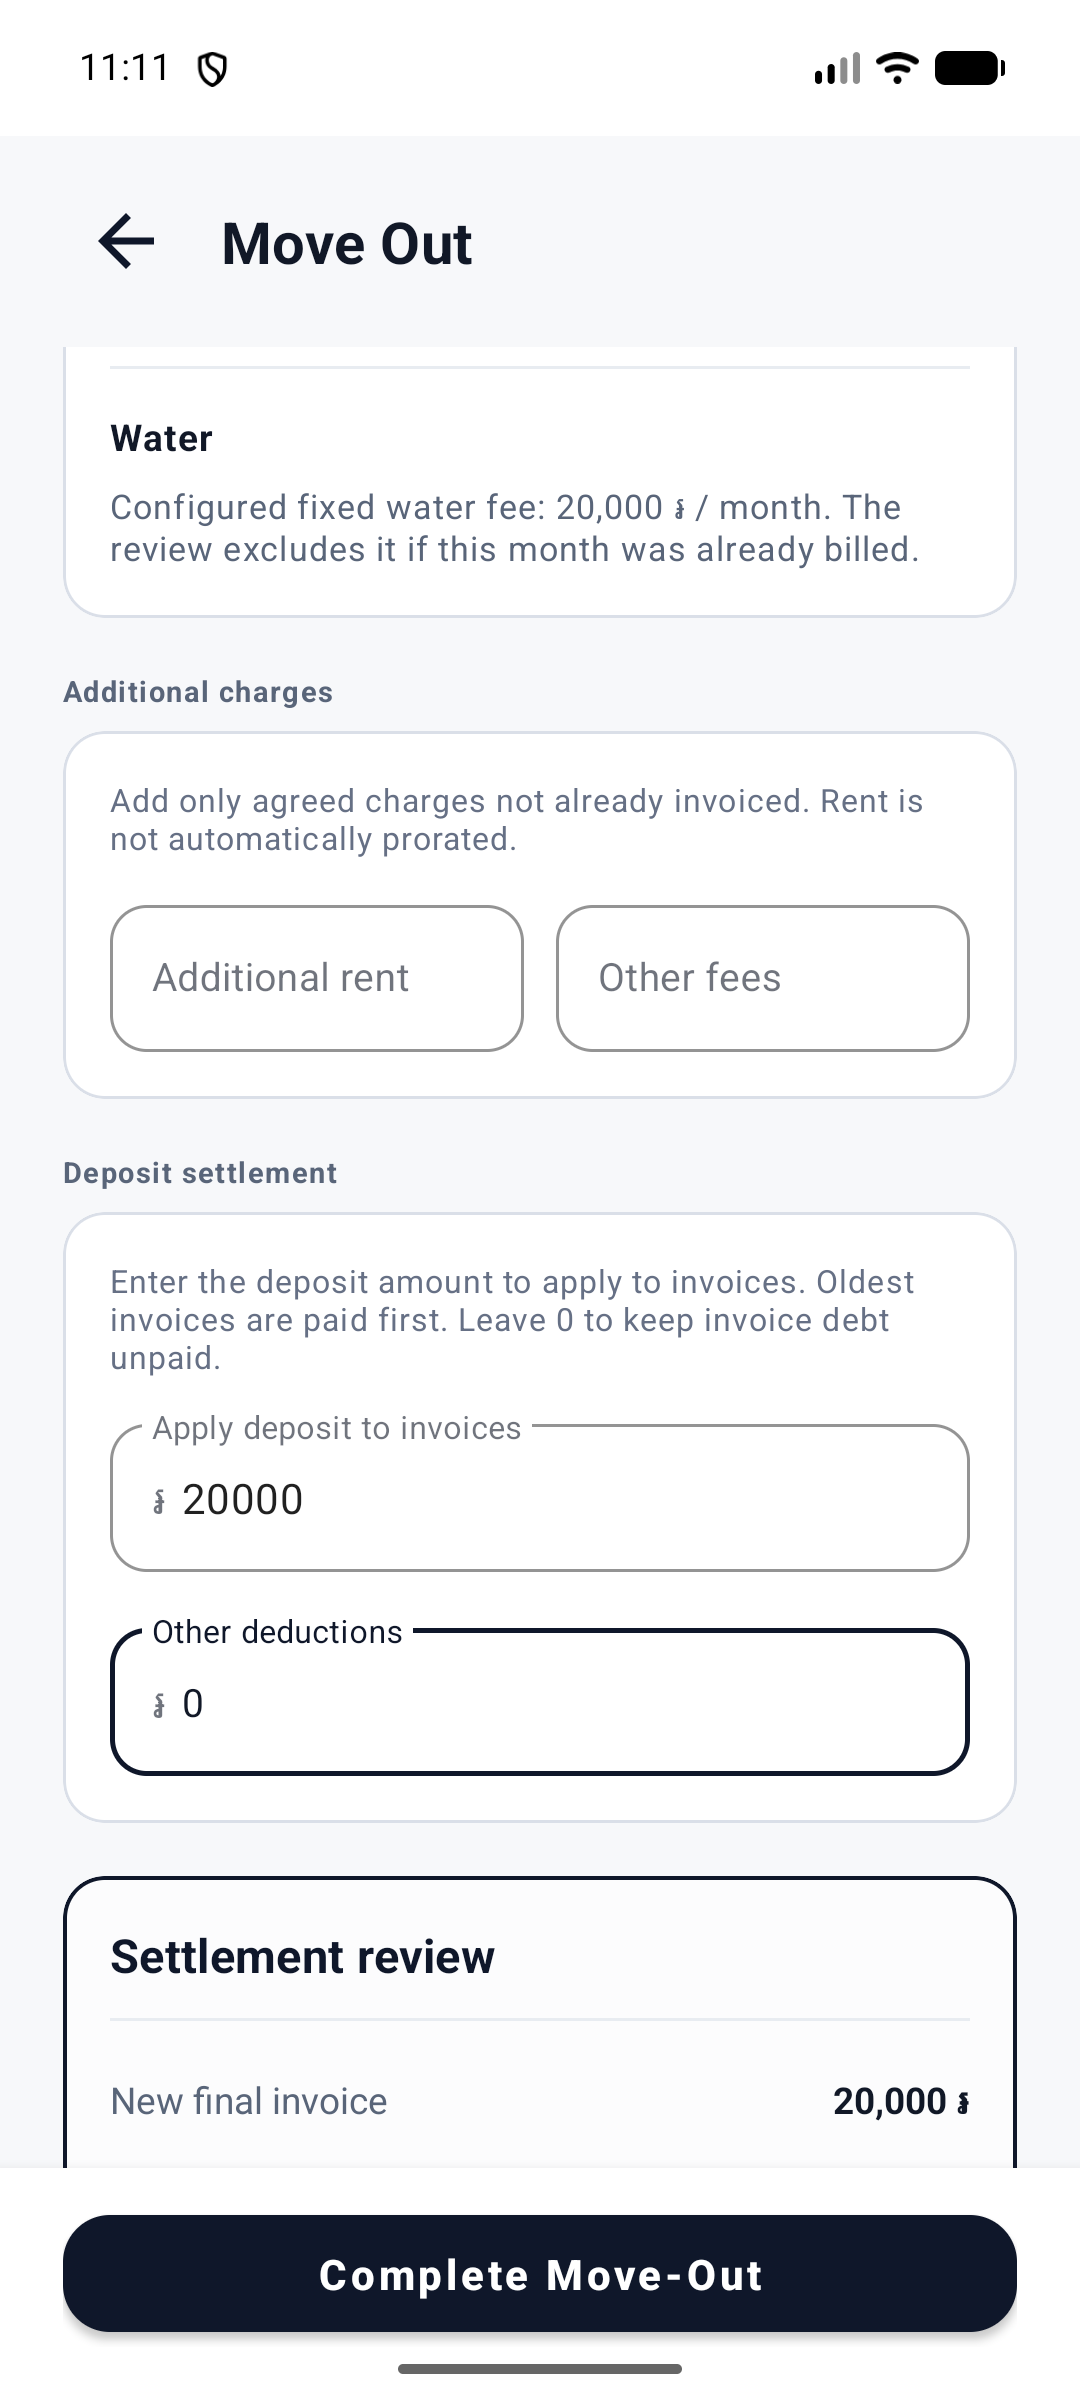 11:11
Move Out
Water
Configured fixed water fee: 20,000 ៛ / month. The
review excludes it if this month was already billed.
Additional charges
Add only agreed charges not already invoiced. Rent is
not automatically prorated.
Additional rent
Other fees
Deposit settlement
Enter the deposit amount to apply to invoices. Oldest
invoices are paid first. Leave 0 to keep invoice debt
unpaid.
Apply deposit to invoices
៛ 20000
Other deductions
៛ 0
Settlement review
New final invoice 20,000 ៛
Complete Move-Out